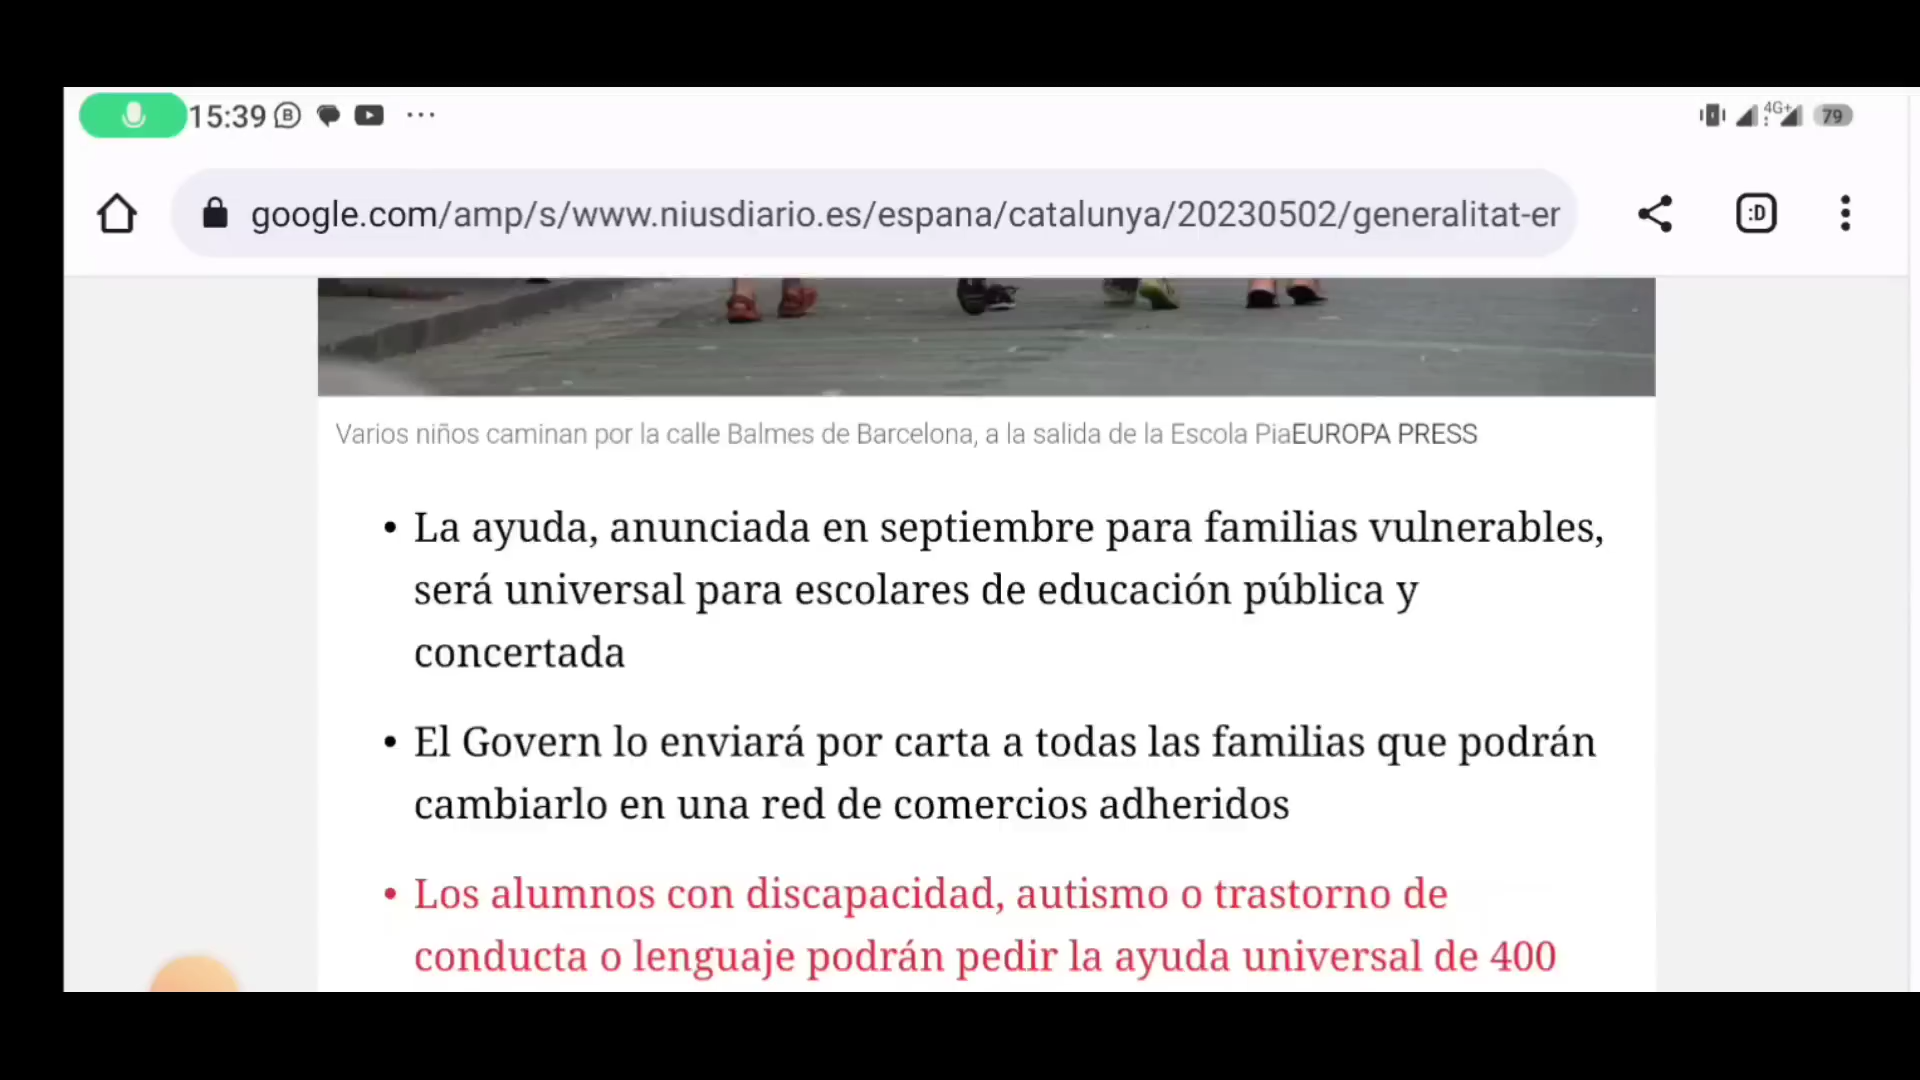 15:39
4G+
79
google.com/amp/s/www.niusdiario.es/espana/catalunya/20230502/generalitat-er
:D
Varios niños caminan por la calle Balmes de Barcelona, a la salida de la Escola PiaEUROPA PRESS
• La ayuda, anunciada en septiembre para familias vulnerables,
será universal para escolares de educación pública y
concertada
• El Govern lo enviará por carta a todas las familias que podrán
cambiarlo en una red de comercios adheridos
• Los alumnos con discapacidad, autismo o trastorno de
conducta o lenguaje podrán pedir la ayuda universal de 400